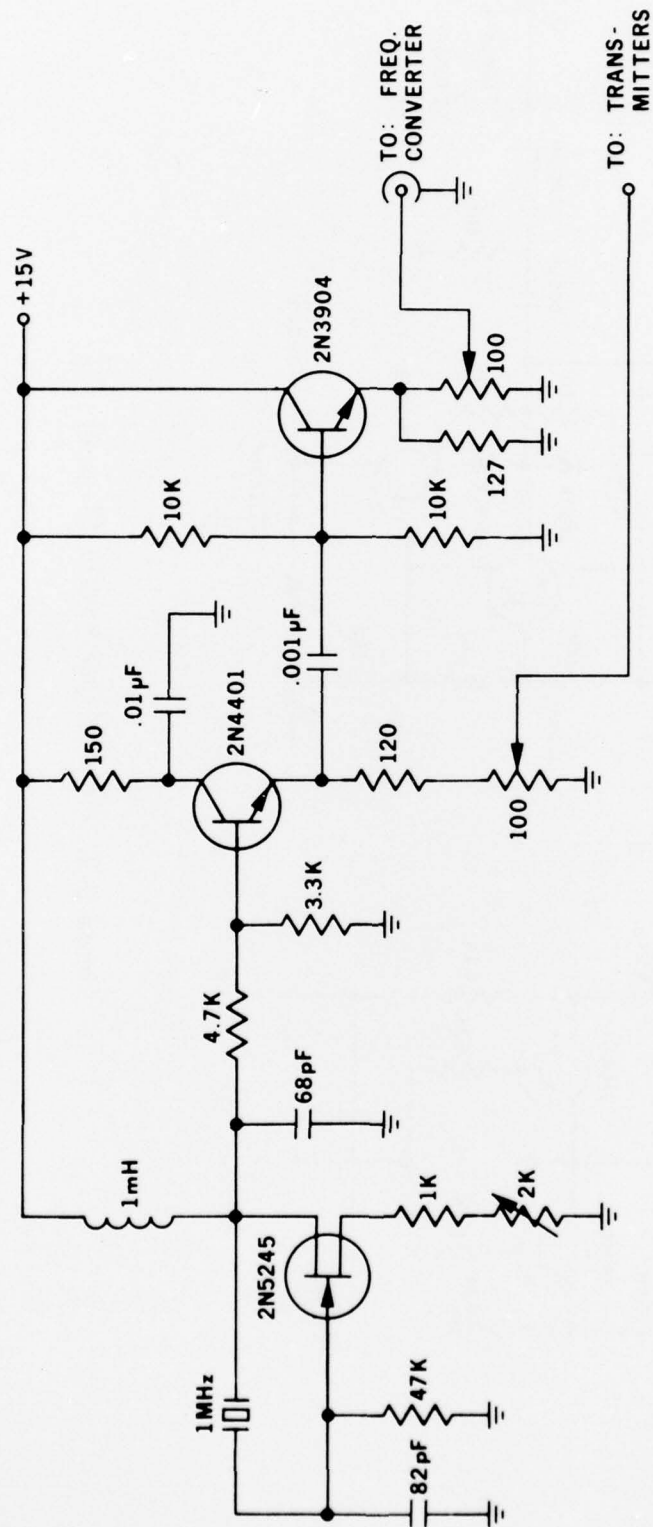 +15V
1mH
150
.01µF
10K
2N4401
2N3904
1MHz
2N5245
4.7K
68pF
3.3K
.001µF
120
100
10K
127
100
TO: FREQ.
CONVERTER
82pF
47K
1K
2K
TO: TRANS-
MITTERS